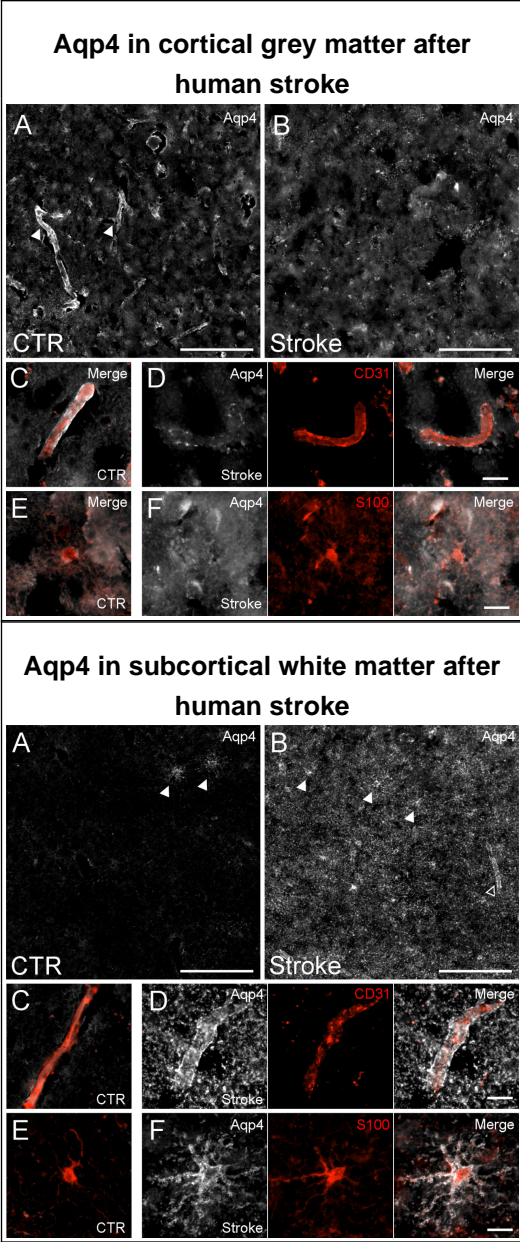 Aqp4 in cortical grey matter after
human stroke
A Aqp4 B Aqp4
CTR Stroke
C Merge D Aqp4 CD31 Merge
CTR Stroke
E Merge F Aqp4 S100 Merge
CTR Stroke
Aqp4 in subcortical white matter after
human stroke
A Aqp4 B Aqp4
CTR Stroke
C D Aqp4 CD31 Merge
CTR Stroke
E F Aqp4 S100 Merge
CTR Stroke